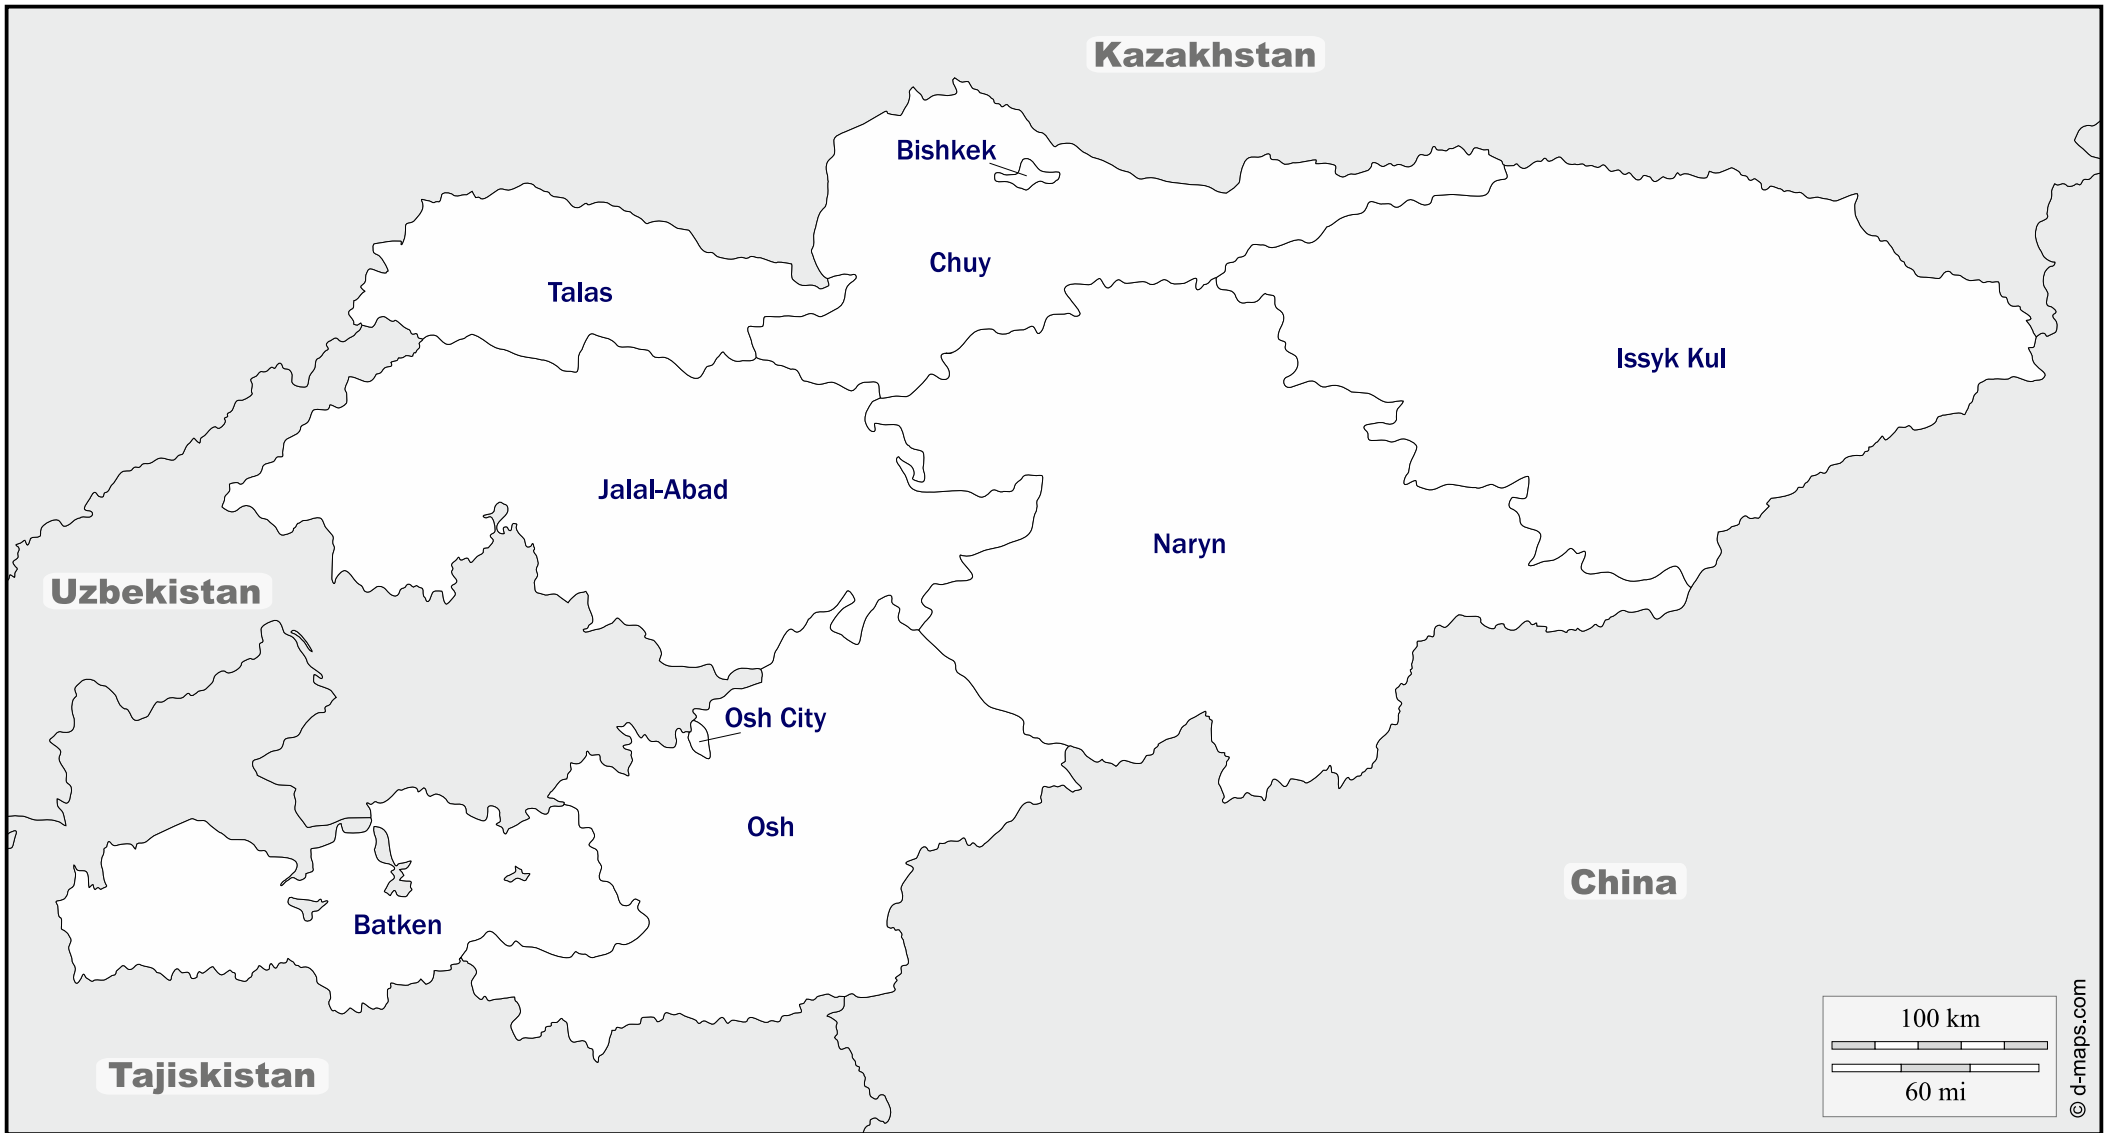 Kazakhstan
Bishkek
Chuy
Talas
Issyk Kul
Jalal-Abad
Naryn
Uzbekistan
Osh City
Osh
China
Batken
Tajiskistan
100 km
60 mi
© d-maps.com